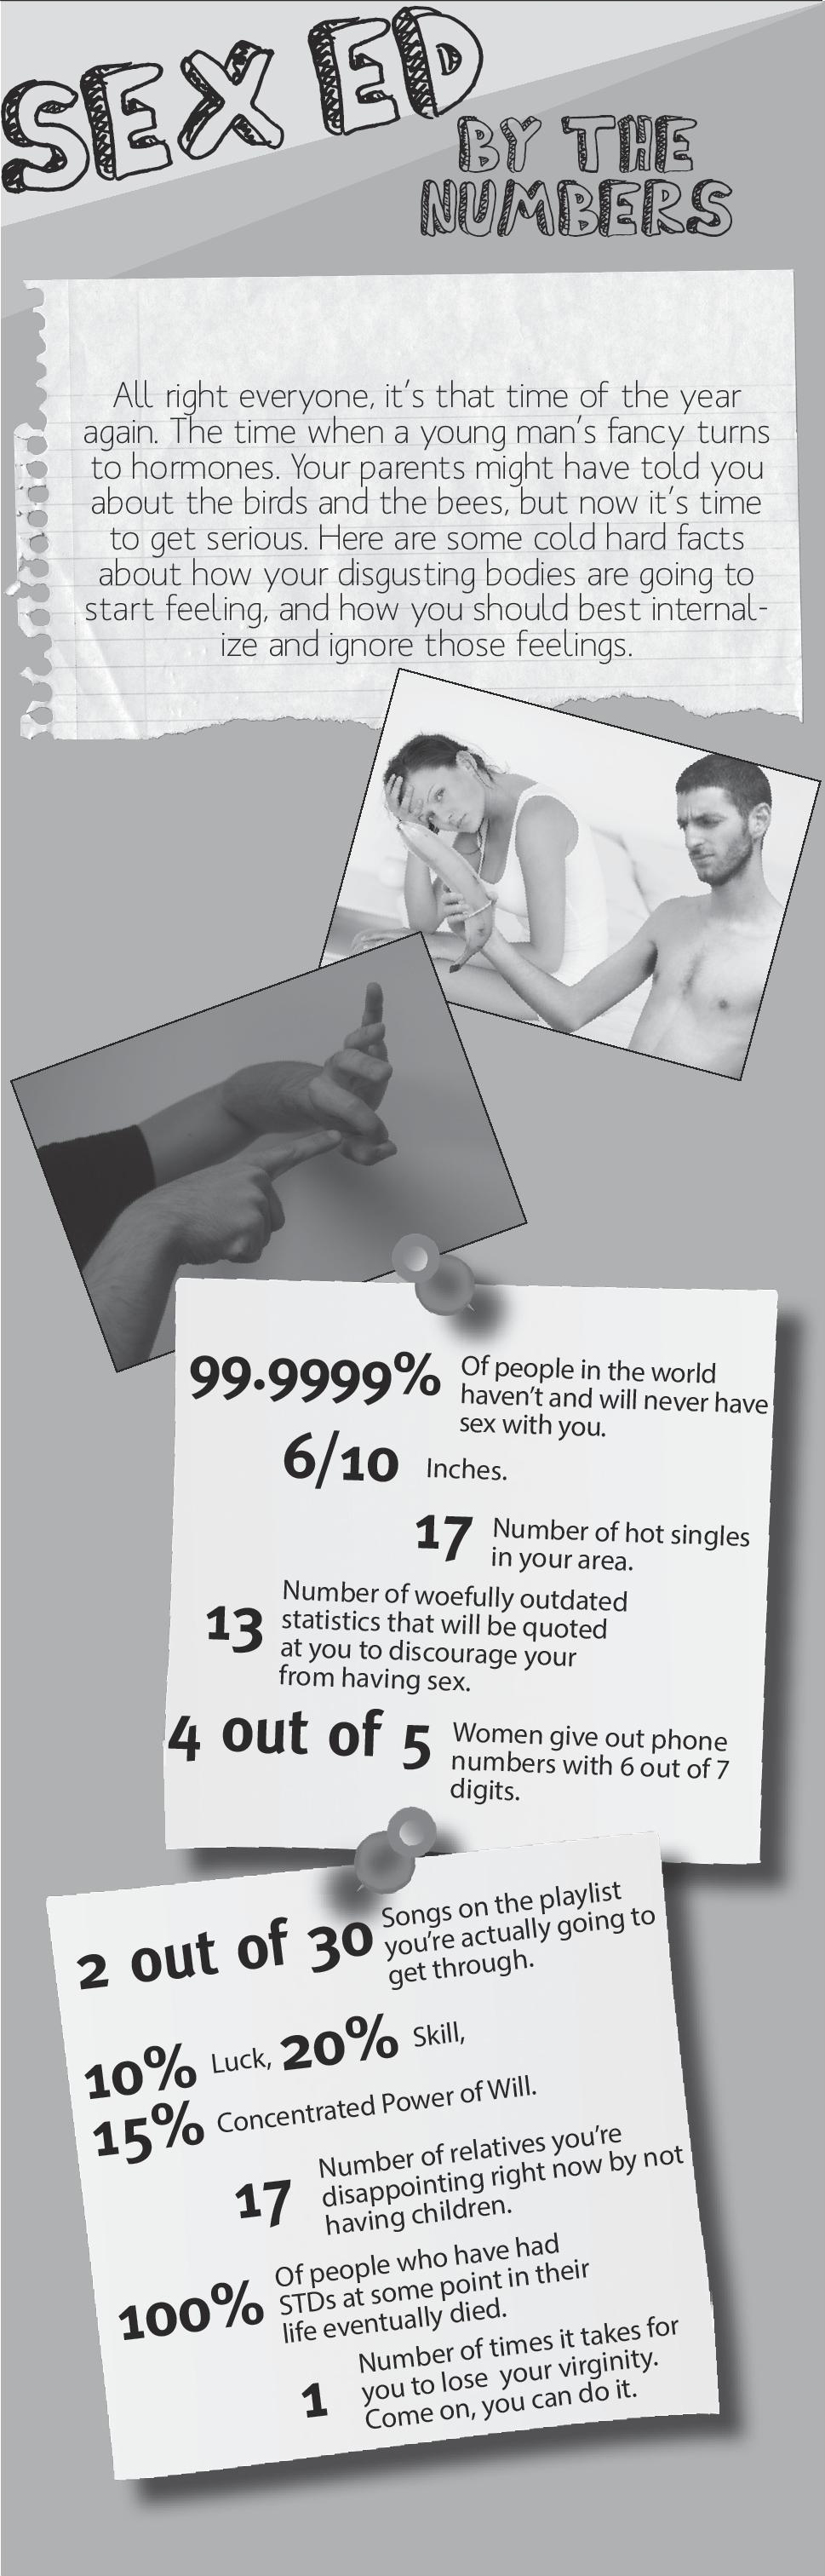 SEX ED
BY THE
NUMBERS
All right everyone, it's that time of the year
again. The time when a young man's fancy turns
to hormones. Your parents might have told you
about the birds and the bees, but now it's time
to get serious. Here are some cold hard facts
about how your disgusting bodies are going to
start feeling, and how you should best internal-
ize and ignore those feelings.
99.9999% Of people in the world
haven't and will never have
sex with you.
6/10 Inches.
17 Number of hot singles
in your area.
13 Number of woefully outdated
statistics that will be quoted
at you to discourage your
from having sex.
4 out of 5 Women give out phone
numbers with 6 out of 7
digits.
2 out of 30 Songs on the playlist
you're actually going to
get through.
10% Luck, 20% Skill,
15% Concentrated Power of Will.
17 Number of relatives you're
disappointing right now by not
having children.
100% Of people who have had
STDs at some point in their
life eventually died.
1 Number of times it takes for
you to lose your virginity.
Come on, you can do it.